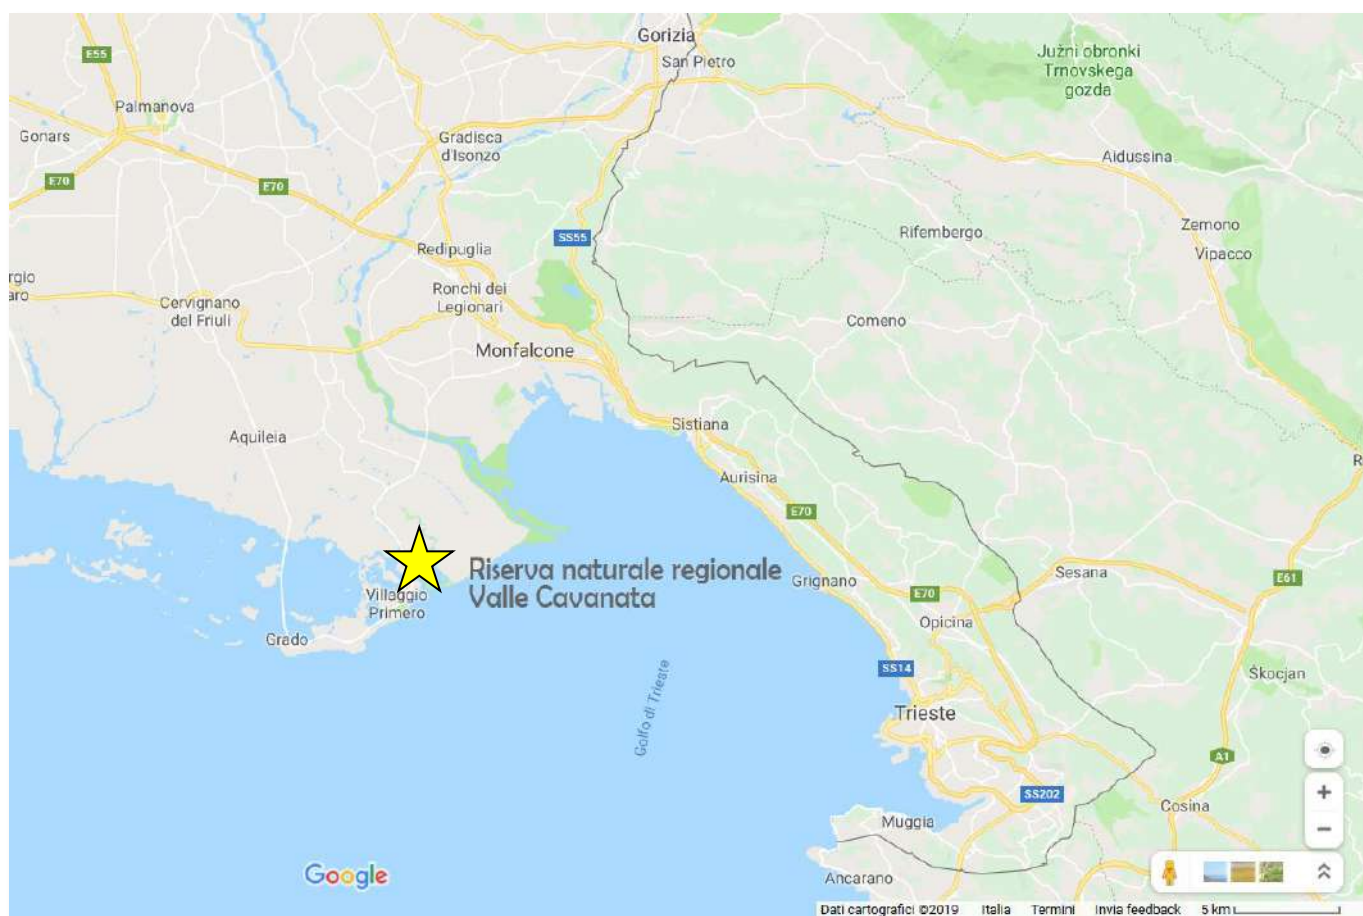 Gorizia
San Pietro
Južni obronki
Trnovskega
gozda
E55
Palmanova
Gonars
Gradisca
d'Isonzo
Aidussina
E70
E70
Zemono
Rifembergo
SS55
Redipuglia
Vipacco
Ronchi dei
Legionari
Cervignano
del Friuli
Comeno
Monfalcone
Sistiana
Aquileia
Aurisina
E70
Riserva naturale regionale
Valle Cavanata
Grignano
Sesana
E61
Villaggio
Primero
E70
Opicina
Grado
SS14
Škocjan
Golfo di Trieste
Trieste
A1
SS202
Cosina
Muggia
Google
Ancarano
Dati cartografici ©2019 Italia Termini Invia feedback 5 km